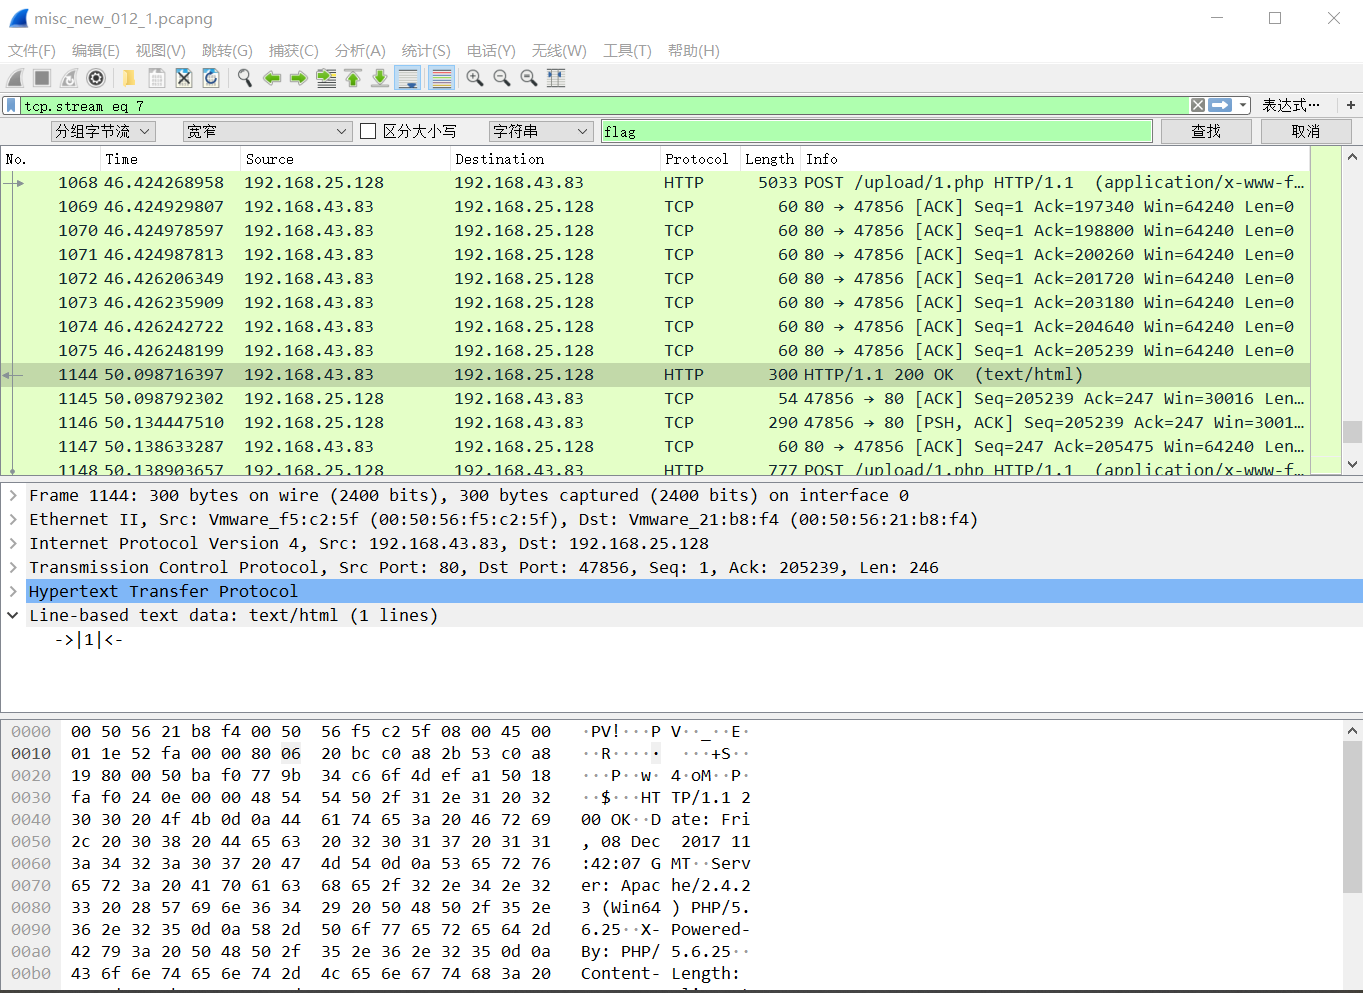 misc_new_012_1.pcapng
文件(F) 编辑(E) 视图(V) 跳转(G) 捕获(C) 分析(A) 统计(S) 电话(Y) 无线(W) 工具(T) 帮助(H)
tcp.stream eq 7 表达式… +
分组字节流 宽窄 区分大小写 字符串 flag 查找 取消
No. Time Source Destination Protocol Length Info
1068 46.424268958 192.168.25.128 192.168.43.83 HTTP 5033 POST /upload/1.php HTTP/1.1  (application/x-www-f…
1069 46.424929807 192.168.43.83 192.168.25.128 TCP 60 80 → 47856 [ACK] Seq=1 Ack=197340 Win=64240 Len=0
1070 46.424978597 192.168.43.83 192.168.25.128 TCP 60 80 → 47856 [ACK] Seq=1 Ack=198800 Win=64240 Len=0
1071 46.424987813 192.168.43.83 192.168.25.128 TCP 60 80 → 47856 [ACK] Seq=1 Ack=200260 Win=64240 Len=0
1072 46.426206349 192.168.43.83 192.168.25.128 TCP 60 80 → 47856 [ACK] Seq=1 Ack=201720 Win=64240 Len=0
1073 46.426235909 192.168.43.83 192.168.25.128 TCP 60 80 → 47856 [ACK] Seq=1 Ack=203180 Win=64240 Len=0
1074 46.426242722 192.168.43.83 192.168.25.128 TCP 60 80 → 47856 [ACK] Seq=1 Ack=204640 Win=64240 Len=0
1075 46.426248199 192.168.43.83 192.168.25.128 TCP 60 80 → 47856 [ACK] Seq=1 Ack=205239 Win=64240 Len=0
1144 50.098716397 192.168.43.83 192.168.25.128 HTTP 300 HTTP/1.1 200 OK  (text/html)
1145 50.098792302 192.168.25.128 192.168.43.83 TCP 54 47856 → 80 [ACK] Seq=205239 Ack=247 Win=30016 Len…
1146 50.134447510 192.168.25.128 192.168.43.83 TCP 290 47856 → 80 [PSH, ACK] Seq=205239 Ack=247 Win=3001…
1147 50.138633287 192.168.43.83 192.168.25.128 TCP 60 80 → 47856 [ACK] Seq=247 Ack=205475 Win=64240 Len…
1148 50.138903657 192.168.25.128 192.168.43.83 HTTP 777 POST /upload/1.php HTTP/1.1  (application/x-www-f…
Frame 1144: 300 bytes on wire (2400 bits), 300 bytes captured (2400 bits) on interface 0
Ethernet II, Src: Vmware_f5:c2:5f (00:50:56:f5:c2:5f), Dst: Vmware_21:b8:f4 (00:50:56:21:b8:f4)
Internet Protocol Version 4, Src: 192.168.43.83, Dst: 192.168.25.128
Transmission Control Protocol, Src Port: 80, Dst Port: 47856, Seq: 1, Ack: 205239, Len: 246
Hypertext Transfer Protocol
Line-based text data: text/html (1 lines)
->|1|<-
0000 00 50 56 21 b8 f4 00 50 56 f5 c2 5f 08 00 45 00 ·PV!···P V··_··E·
0010 01 1e 52 fa 00 00 80 06 20 bc c0 a8 2b 53 c0 a8 ··R·····  ···+S··
0020 19 80 00 50 ba f0 77 9b 34 c6 6f 4d ef a1 50 18 ···P··w· 4·oM··P·
0030 fa f0 24 0e 00 00 48 54 54 50 2f 31 2e 31 20 32 ··$···HT TP/1.1 2
0040 30 30 20 4f 4b 0d 0a 44 61 74 65 3a 20 46 72 69 00 OK··D ate: Fri
0050 2c 20 30 38 20 44 65 63 20 32 30 31 37 20 31 31 , 08 Dec  2017 11
0060 3a 34 32 3a 30 37 20 47 4d 54 0d 0a 53 65 72 76 :42:07 G MT··Serv
0070 65 72 3a 20 41 70 61 63 68 65 2f 32 2e 34 2e 32 er: Apac he/2.4.2
0080 33 20 28 57 69 6e 36 34 29 20 50 48 50 2f 35 2e 3 (Win64 ) PHP/5.
0090 36 2e 32 35 0d 0a 58 2d 50 6f 77 65 72 65 64 2d 6.25··X- Powered-
00a0 42 79 3a 20 50 48 50 2f 35 2e 36 2e 32 35 0d 0a By: PHP/ 5.6.25··
00b0 43 6f 6e 74 65 6e 74 2d 4c 65 6e 67 74 68 3a 20 Content- Length: